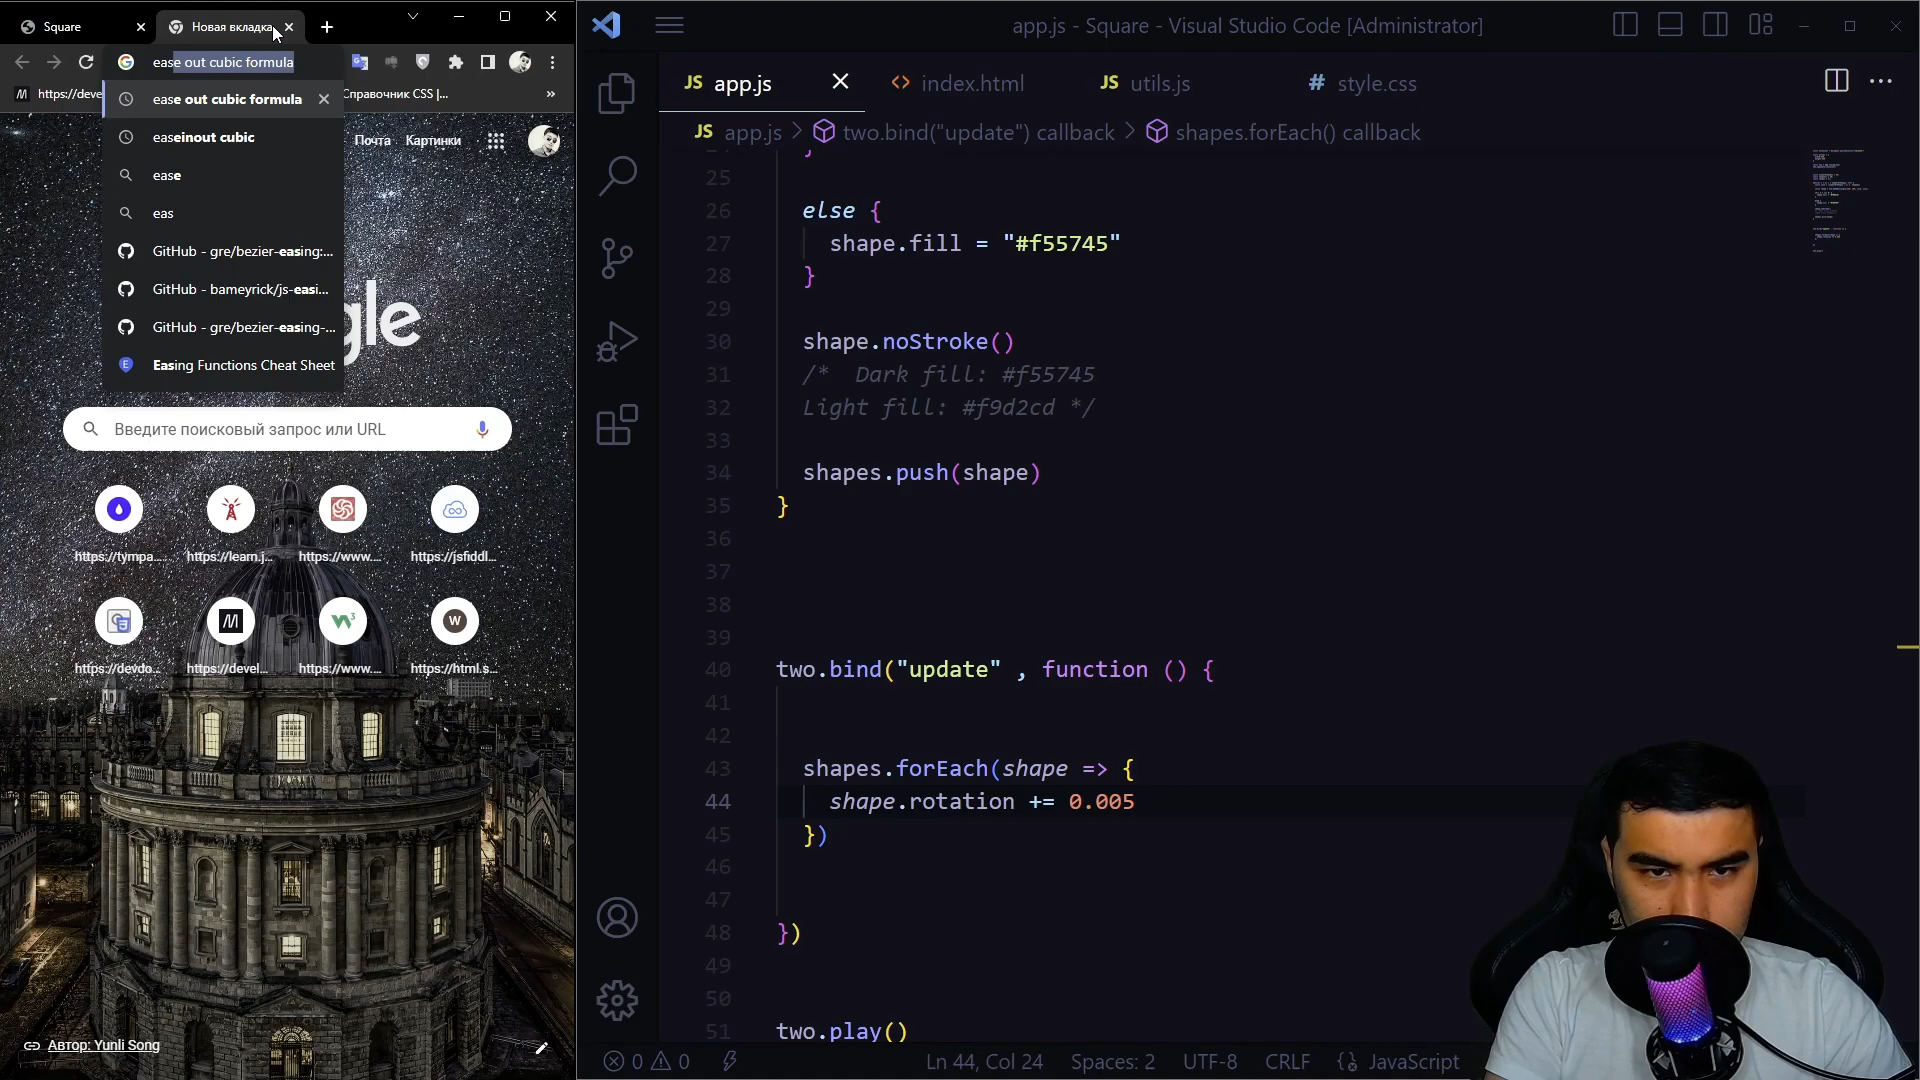 Square
Новая вкладка
ease out cubic formula
https://deve
Справочник CSS |...
»
ease out cubic formula
easeinout cubic
ease
eas
GitHub - gre/bezier-easing:...
GitHub - bameyrick/js-easi...
GitHub - gre/bezier-easing-...
Easing Functions Cheat Sheet
Почта
Картинки
gle
Введите поисковый запрос или URL
https://tympa...
https://learn.j...
https://www....
https://jsfiddl...
https://devdo...
https://devel...
https://www....
https://html.s...
Автор: Yunli Song
app.js - Square - Visual Studio Code [Administrator]
JS app.js
<> index.html
JS utils.js
# style.css
JS app.js > two.bind("update") callback > shapes.forEach() callback
25
26 else {
27 shape.fill = "#f55745"
28 }
29
30 shape.noStroke()
31 /*  Dark fill: #f55745
32 Light fill: #f9d2cd */
33
34 shapes.push(shape)
35 }
36
37
38
39
40 two.bind("update" , function () {
41
42
43 shapes.forEach(shape => {
44 shape.rotation += 0.005
45 })
46
47
48 })
49
50
51 two.play()
0 0
Ln 44, Col 24
Spaces: 2
UTF-8
CRLF
{} JavaScript